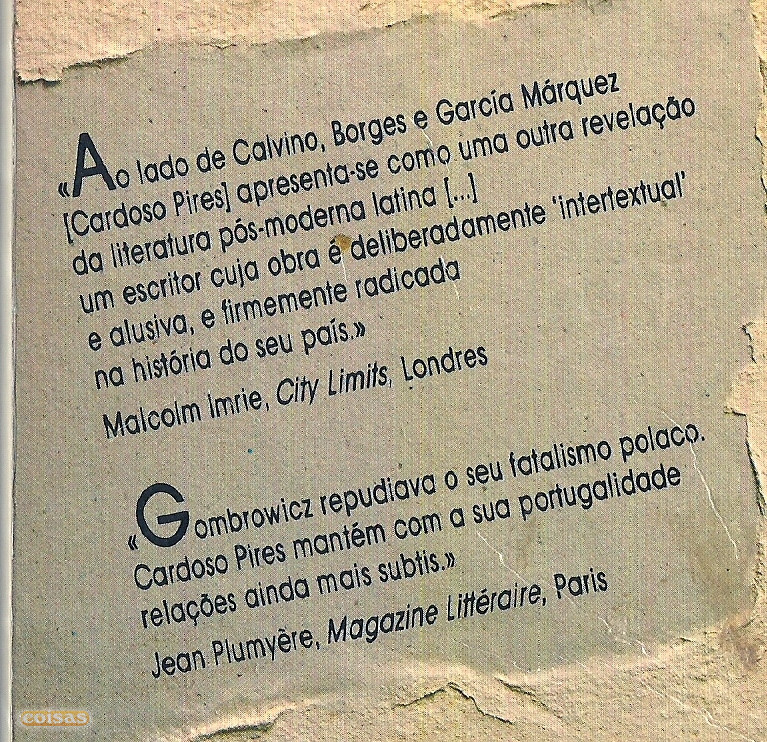 «Ao lado de Calvino, Borges e García Márquez
[Cardoso Pires] apresenta-se como uma outra revelação
da literatura pós-moderna latina [...]
um escritor cuja obra é deliberadamente 'intertextual'
e alusiva, e firmemente radicada
na história do seu país.»
Malcolm Imrie, City Limits, Londres
«Gombrowicz repudiava o seu fatalismo polaco.
Cardoso Pires mantém com a sua portugalidade
relações ainda mais subtis.»
Jean Plumyère, Magazine Littéraire, Paris
coisas